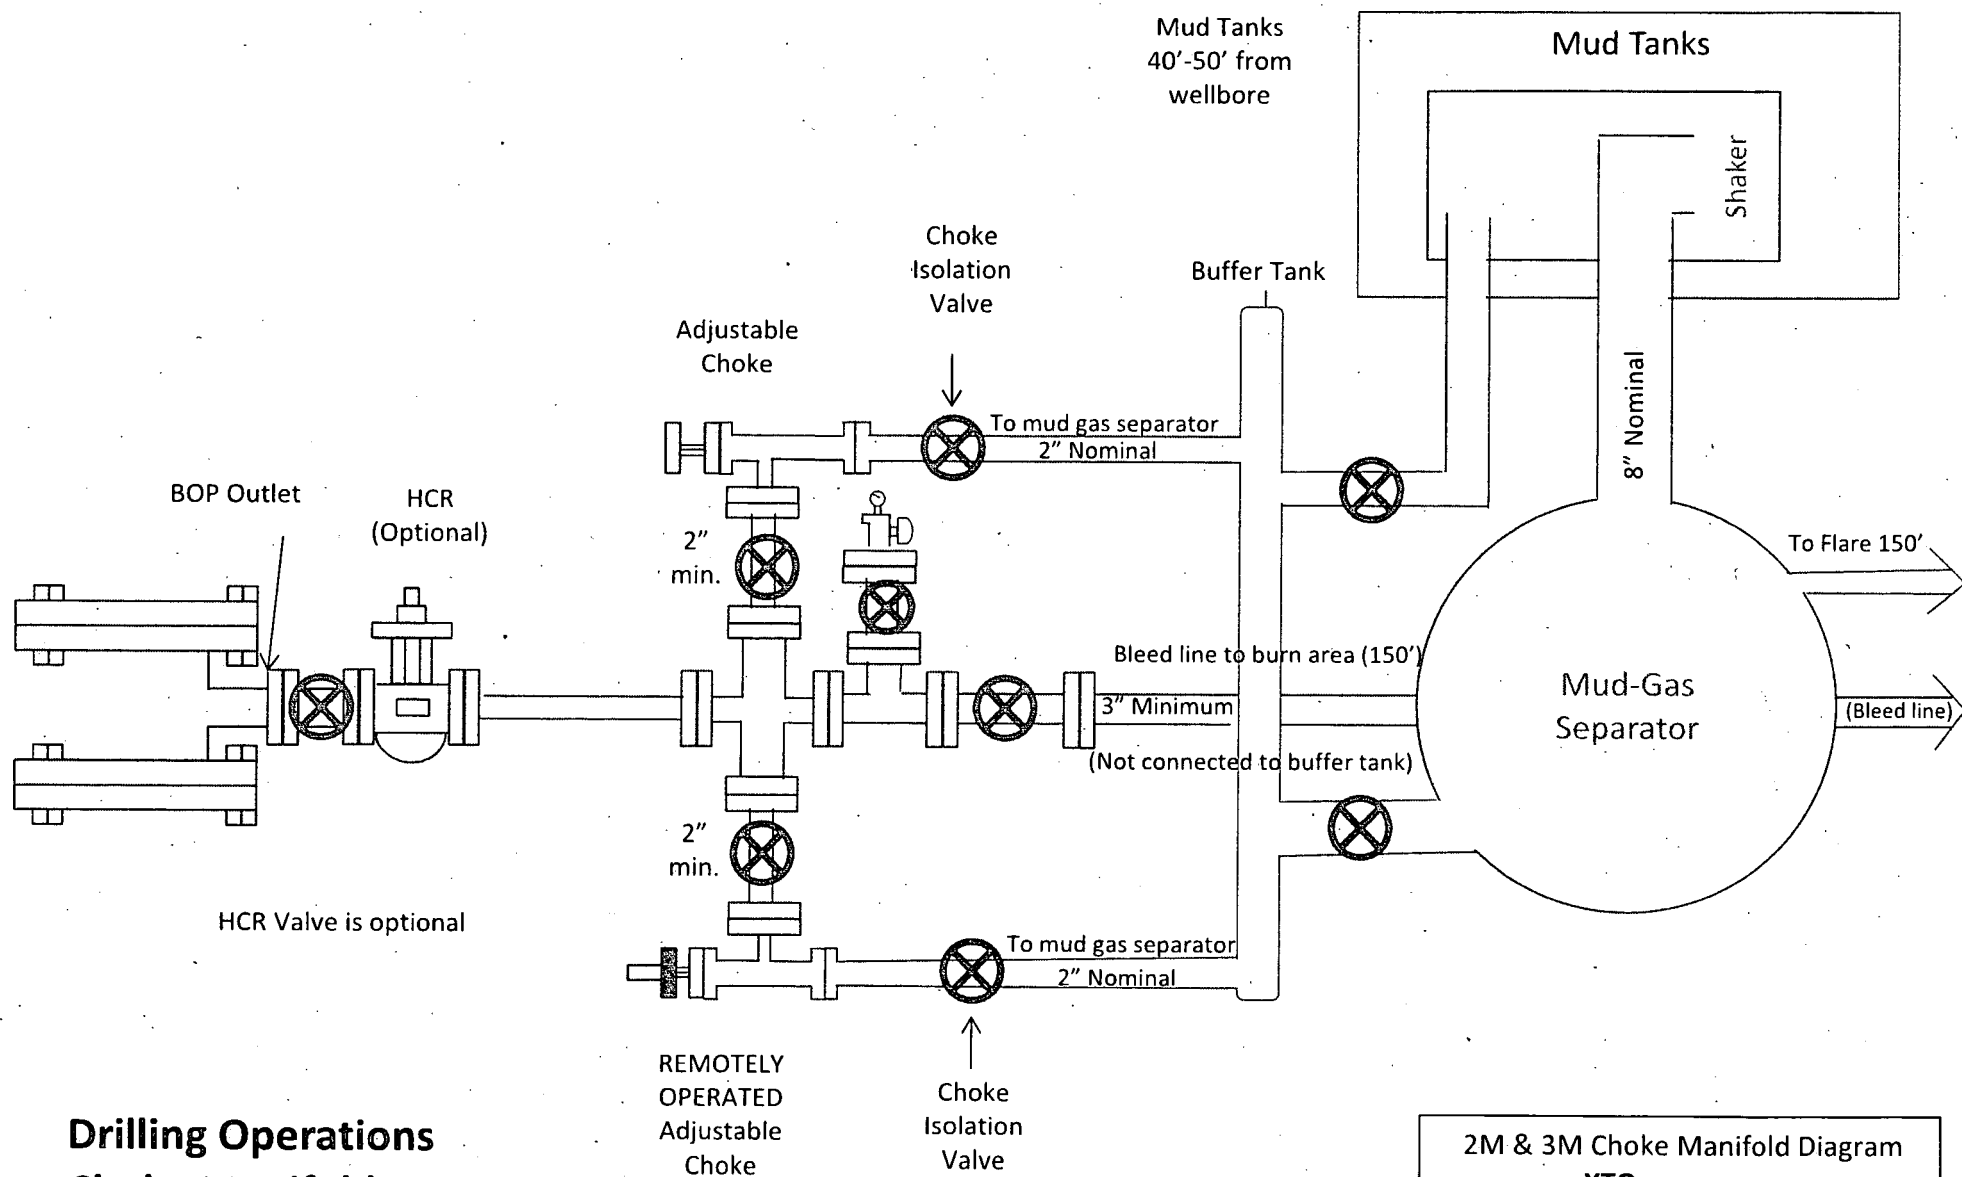 Mud Tanks
40’-50’ from
wellbore
Mud Tanks
Shaker
Choke
Isolation
Valve
Buffer Tank
Adjustable
Choke
8” Nominal
To mud gas separator
2” Nominal
BOP Outlet
HCR
(Optional)
2”
min.
To Flare 150’
Bleed line to burn area (150’)
3” Minimum
(Not connected to buffer tank)
Mud-Gas
Separator
(Bleed line)
2”
min.
HCR Valve is optional
To mud gas separator
2” Nominal
REMOTELY
OPERATED
Adjustable
Choke
Choke
Isolation
Valve
Drilling Operations
2M & 3M Choke Manifold Diagram
XTO